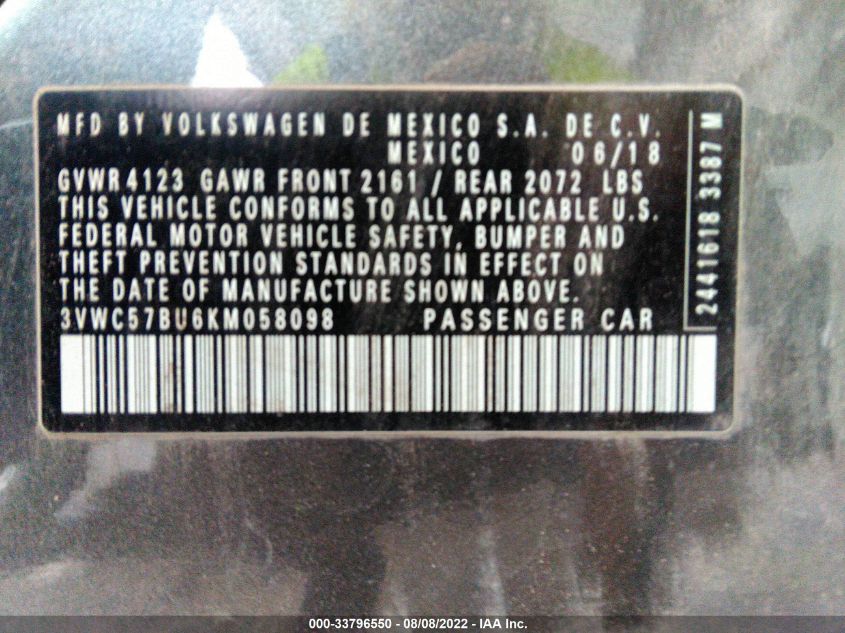 MFD BY VOLKSWAGEN DE MEXICO S.A. DE C.V.
MEXICO 06/18
GVWR 4123 GAWR FRONT 2161 / REAR 2072 LBS
THIS VEHICLE CONFORMS TO ALL APPLICABLE U.S.
FEDERAL MOTOR VEHICLE SAFETY, BUMPER AND
THEFT PREVENTION STANDARDS IN EFFECT ON
THE DATE OF MANUFACTURE SHOWN ABOVE.
3VWC57BU6KM058098 PASSENGER CAR
2441618 3387 M
000-33796550 - 08/08/2022 - IAA Inc.